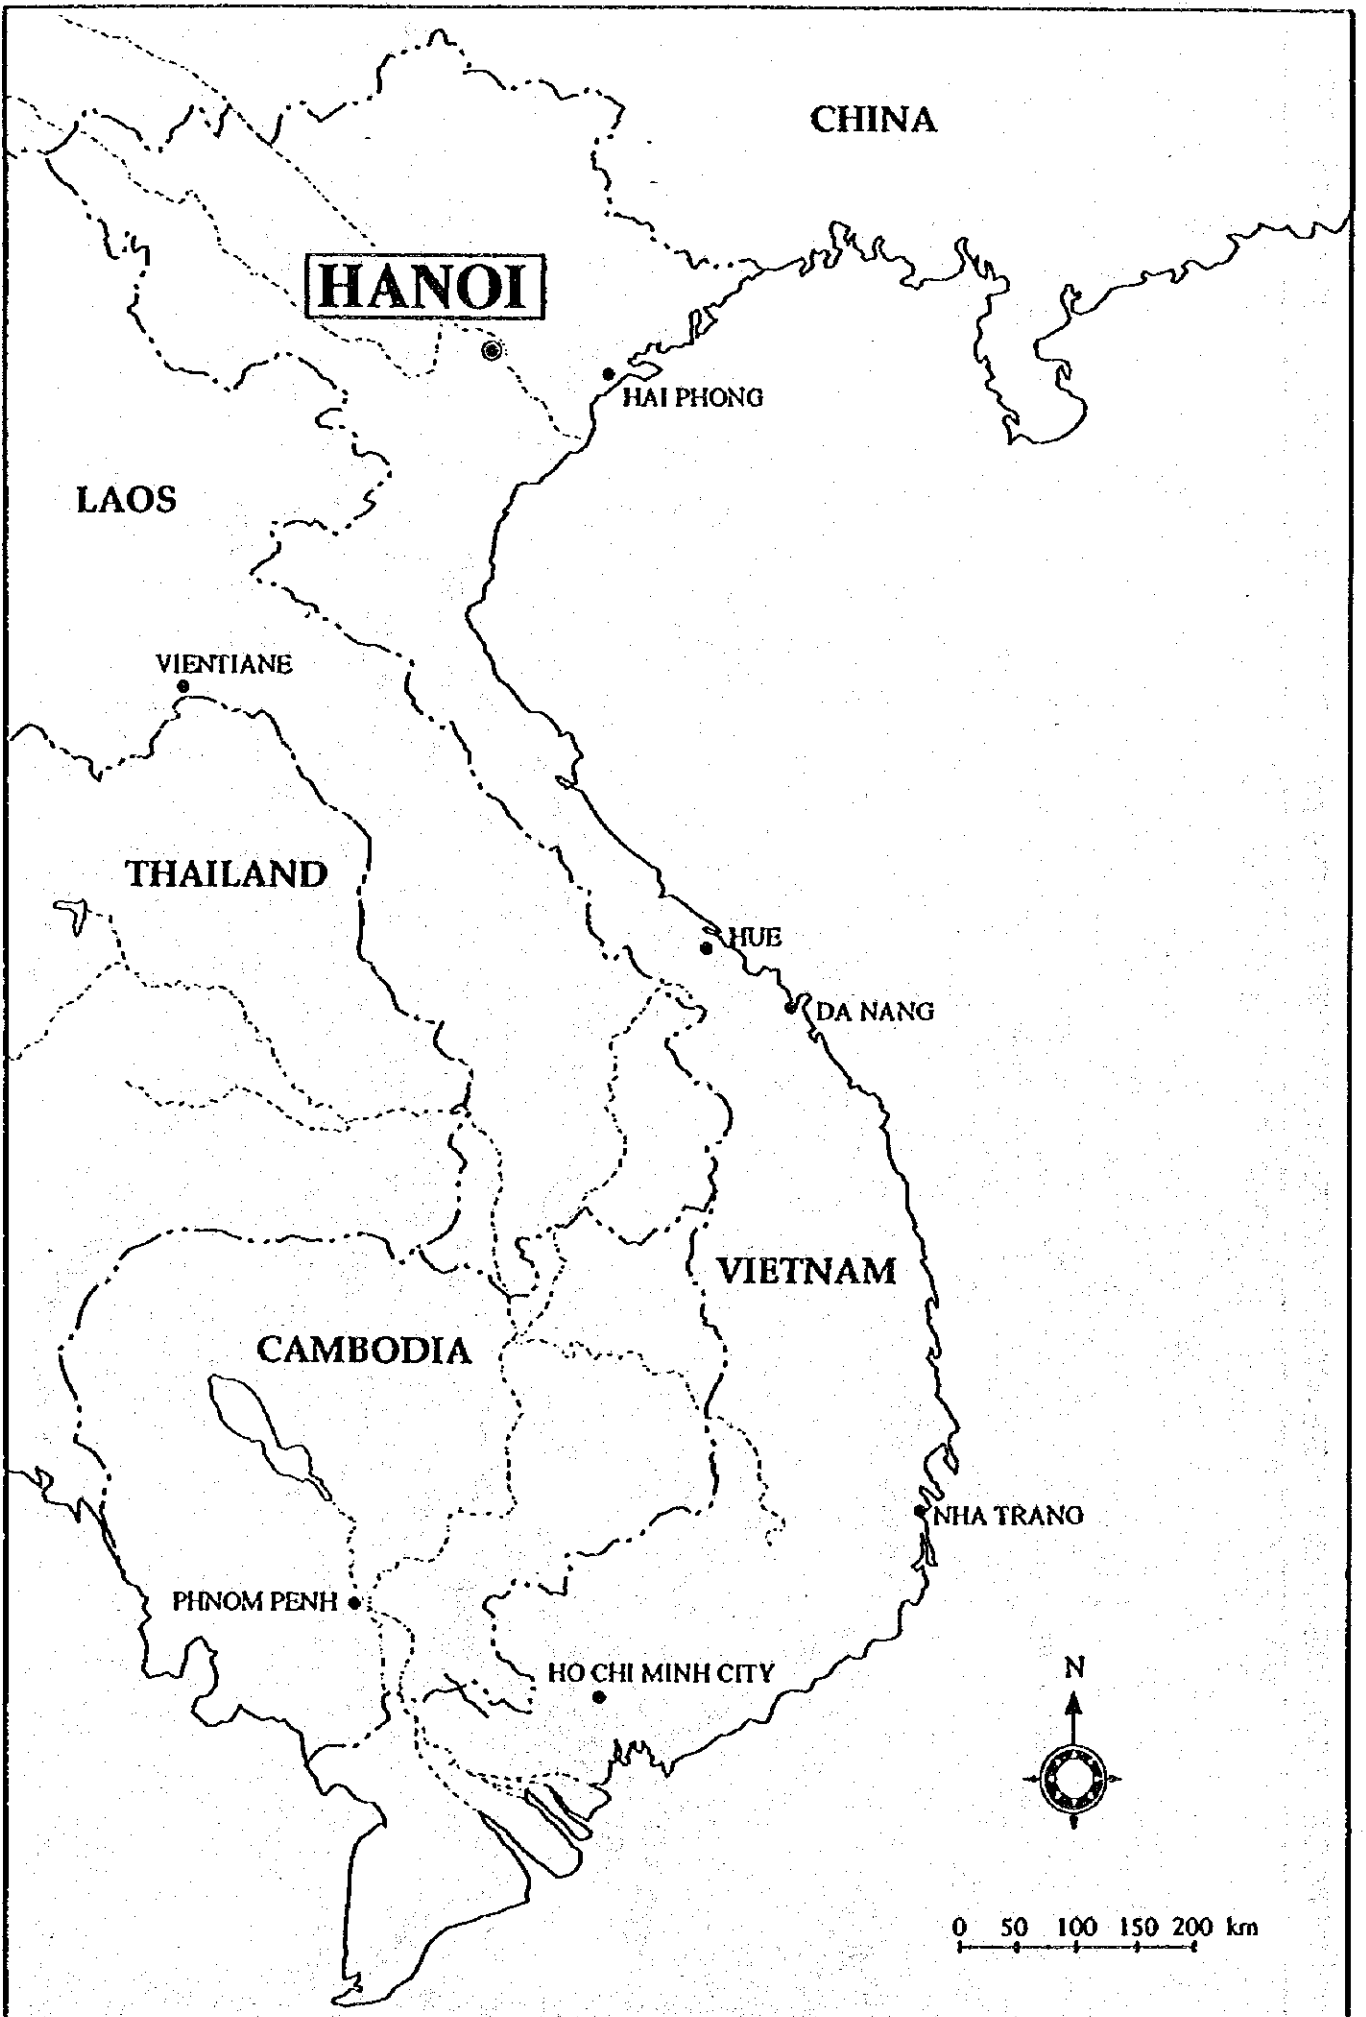 CHINA
HANOI
HAI PHONG
LAOS
VIENTIANE
THAILAND
HUE
DA NANG
VIETNAM
CAMBODIA
NHA TRANG
PHNOM PENH
HO CHI MINH CITY
N
0 50 100 150 200 km